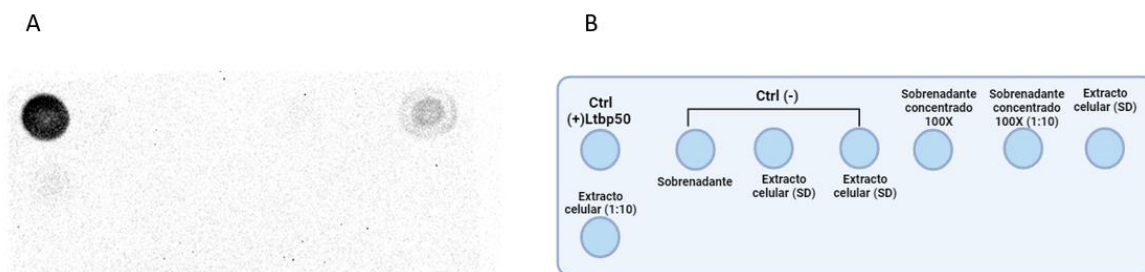 A
B
Ctrl
(+)Ltbp50
Ctrl (-)
Sobrenadante
concentrado
100X
Sobrenadante
concentrado
100X (1:10)
Extracto
celular (SD)
Sobrenadante
Extracto
celular (SD)
Extracto
celular (SD)
Extracto
celular (1:10)